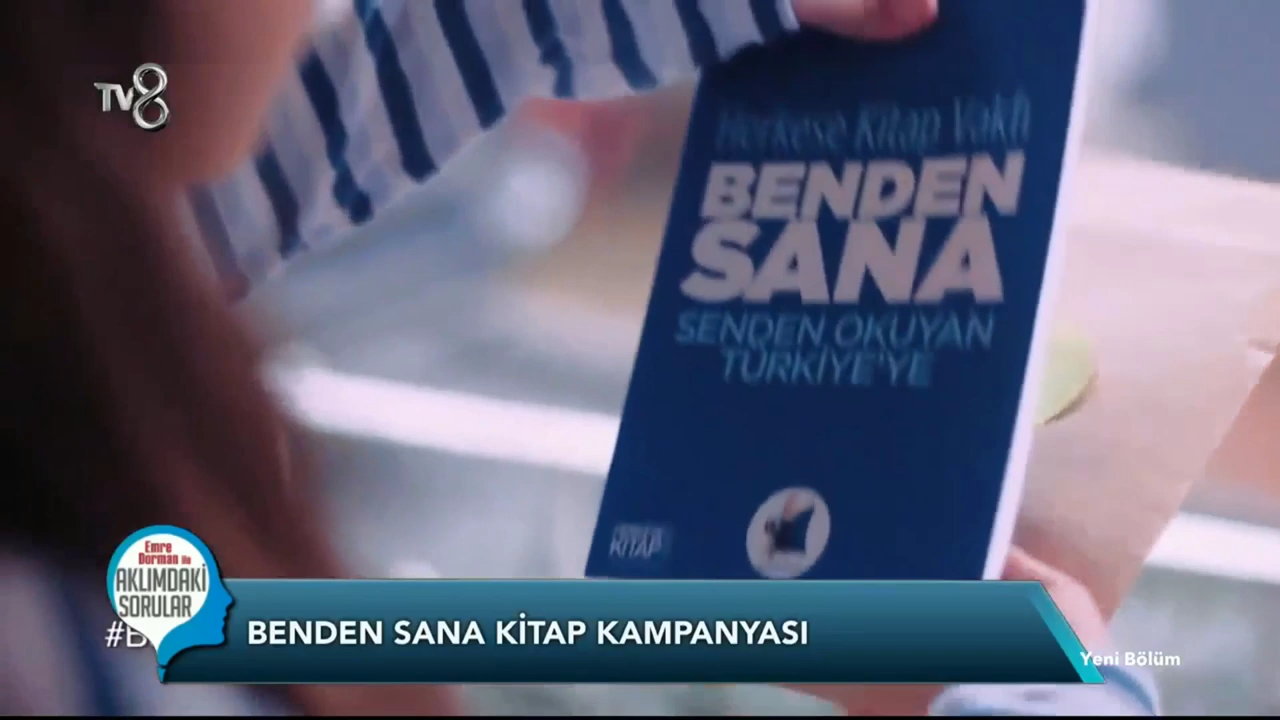 TV8
Herkese Kitap Vakfı
BENDEN
SANA
SENDEN OKUYAN
TÜRKİYE'YE
KİTAP
Emre
Dorman ile
AKLIMDAKİ
SORULAR
#B
BENDEN SANA KİTAP KAMPANYASI
Yeni Bölüm